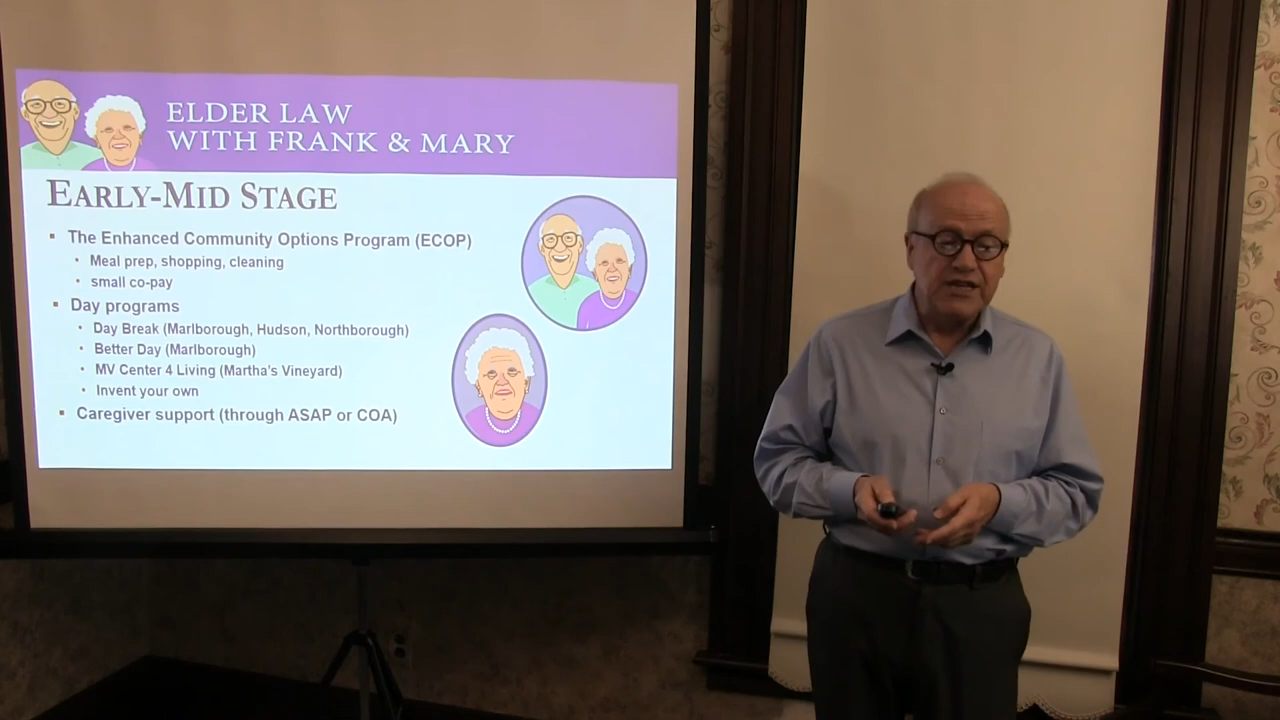 ELDER LAW
WITH FRANK & MARY
EARLY-MID STAGE
▪ The Enhanced Community Options Program (ECOP)
• Meal prep, shopping, cleaning
• small co-pay
▪ Day programs
• Day Break (Marlborough, Hudson, Northborough)
• Better Day (Marlborough)
• MV Center 4 Living (Martha's Vineyard)
• Invent your own
▪ Caregiver support (through ASAP or COA)